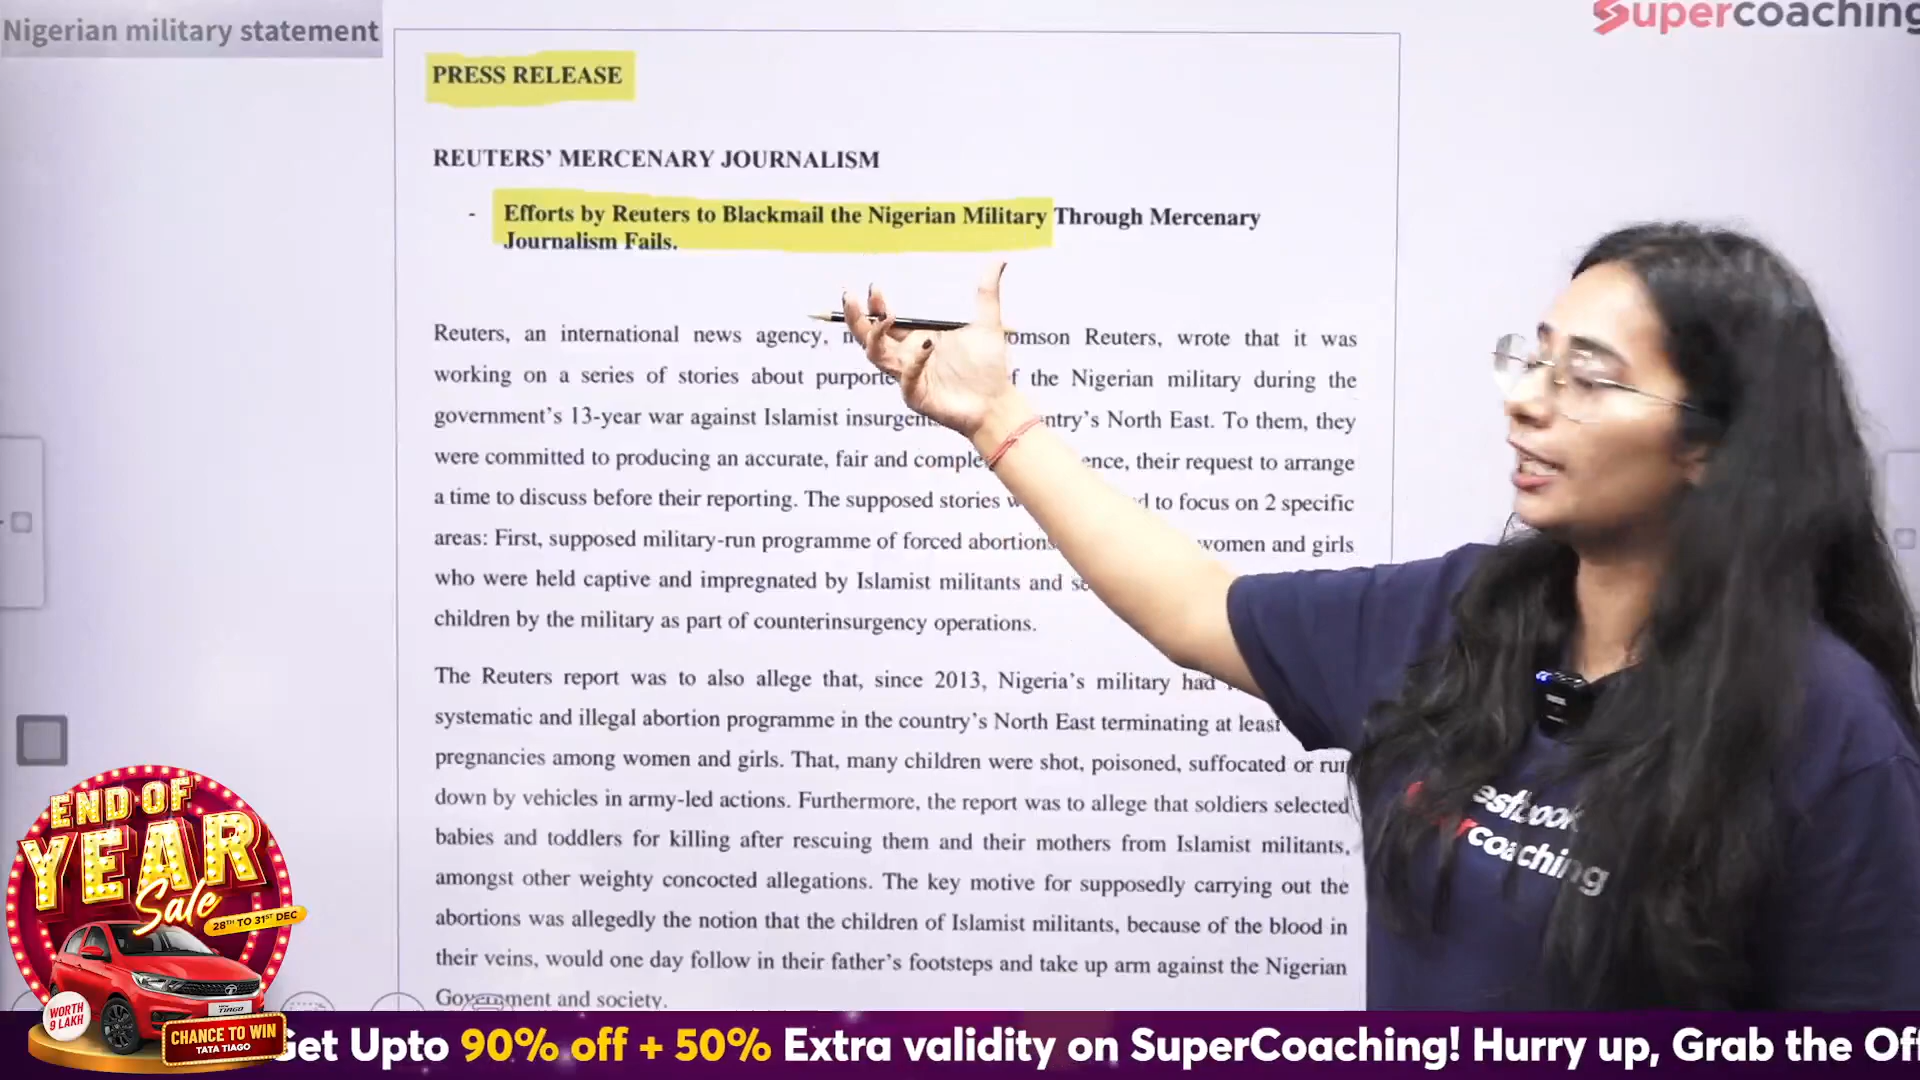 Nigerian military statement
Supercoaching
PRESS RELEASE
REUTERS’ MERCENARY JOURNALISM
- Efforts by Reuters to Blackmail the Nigerian Military Through Mercenary
Journalism Fails.
Reuters, an international news agency, omson Reuters, wrote that it was
working on a series of stories about purporte f the Nigerian military during the
government’s 13-year war against Islamist insurgen ntry’s North East. To them, they
were committed to producing an accurate, fair and comple ence, their request to arrange
a time to discuss before their reporting. The supposed stories w d to focus on 2 specific
areas: First, supposed military-run programme of forced abortions women and girls
who were held captive and impregnated by Islamist militants and se
children by the military as part of counterinsurgency operations.
The Reuters report was to also allege that, since 2013, Nigeria’s military had
systematic and illegal abortion programme in the country’s North East terminating at least
pregnancies among women and girls. That, many children were shot, poisoned, suffocated or run
down by vehicles in army-led actions. Furthermore, the report was to allege that soldiers selected
babies and toddlers for killing after rescuing them and their mothers from Islamist militants,
amongst other weighty concocted allegations. The key motive for supposedly carrying out the
abortions was allegedly the notion that the children of Islamist militants, because of the blood in
their veins, would one day follow in their father’s footsteps and take up arm against the Nigerian
Government and society.
estbook
coaching
END OF
YEAR
Sale
28TH TO 31ST DEC
WORTH
9 LAKH
TIAGO
CHANCE TO WIN
TATA TIAGO
Get Upto 90% off + 50% Extra validity on SuperCoaching! Hurry up, Grab the Of